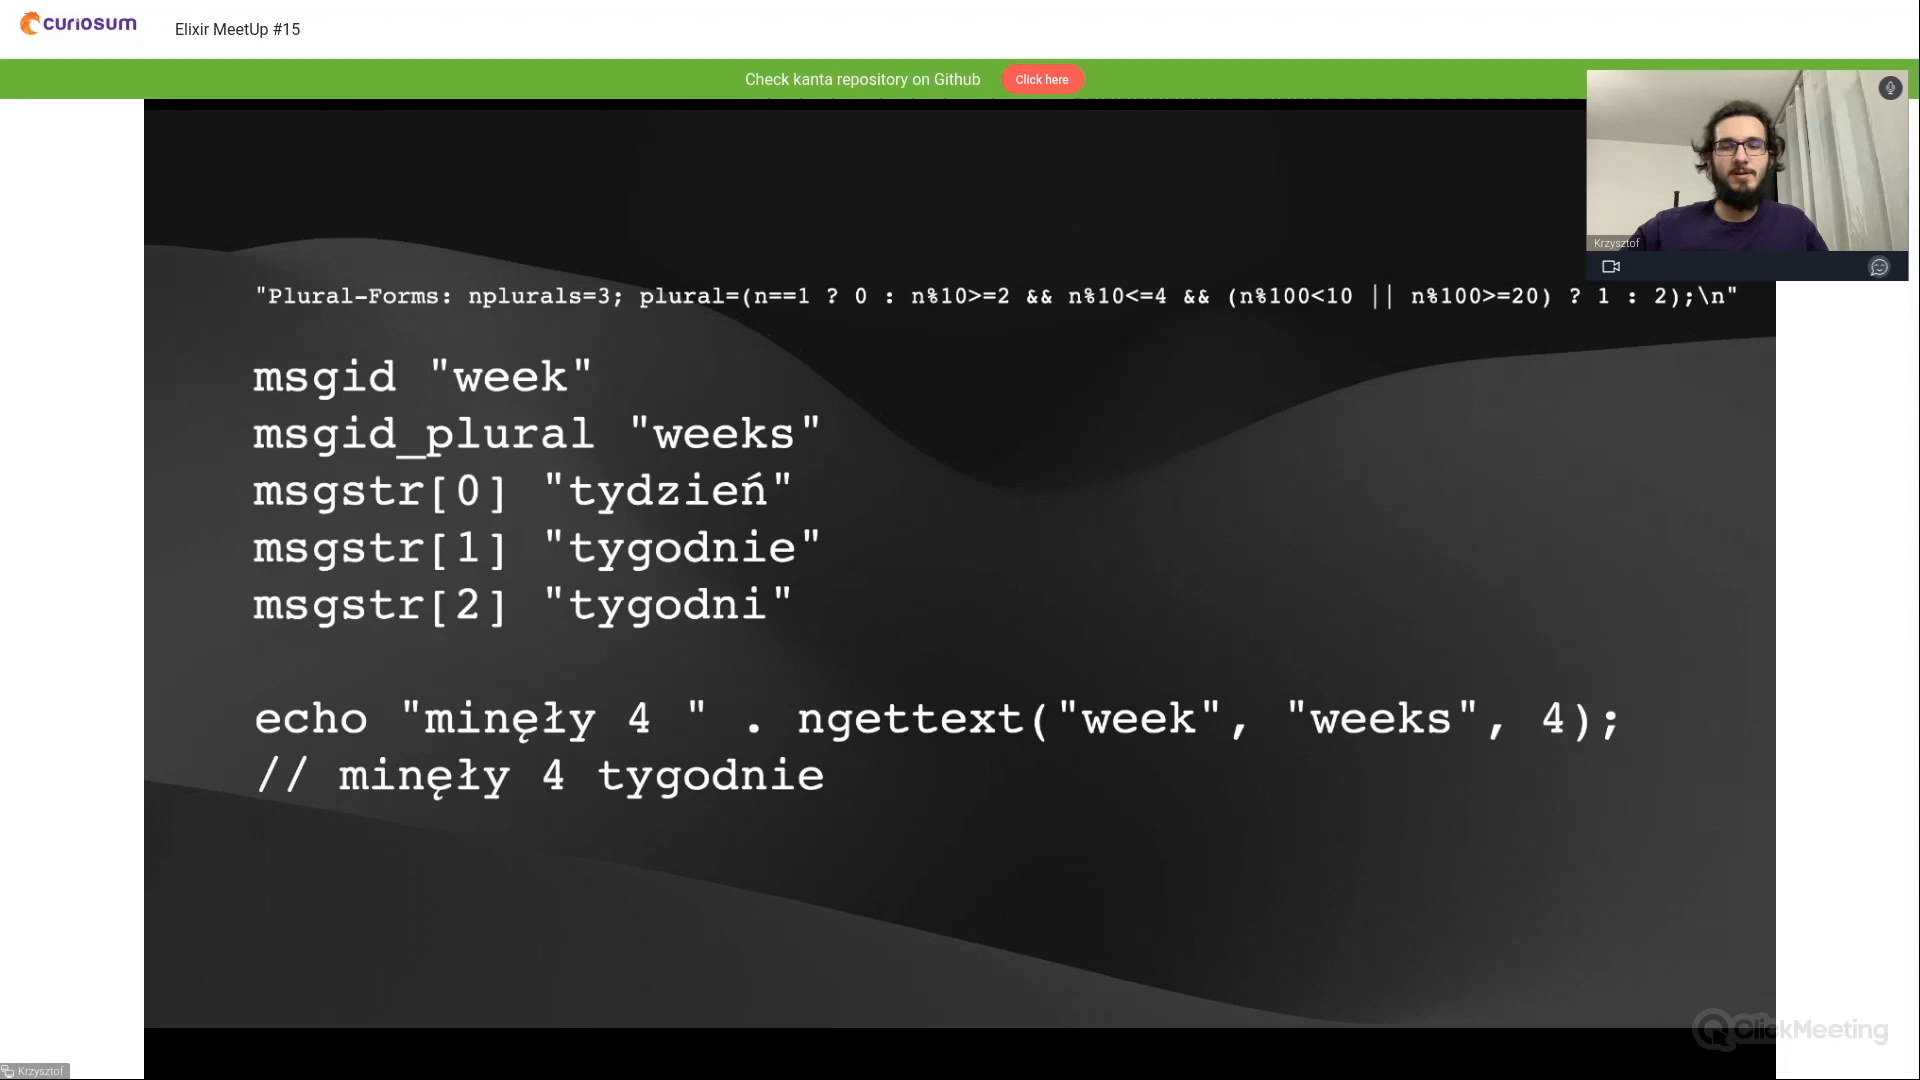 curiosum
Elixir MeetUp #15
Check kanta repository on Github
Click here
Krzysztof
"Plural-Forms: nplurals=3; plural=(n==1 ? 0 : n%10>=2 && n%10<=4 && (n%100<10 || n%100>=20) ? 1 : 2);\n"
msgid "week"
msgid_plural "weeks"
msgstr[0] "tydzień"
msgstr[1] "tygodnie"
msgstr[2] "tygodni"
echo "minęły 4 " . ngettext("week", "weeks", 4);
// minęły 4 tygodnie
ClickMeeting
Krzysztof